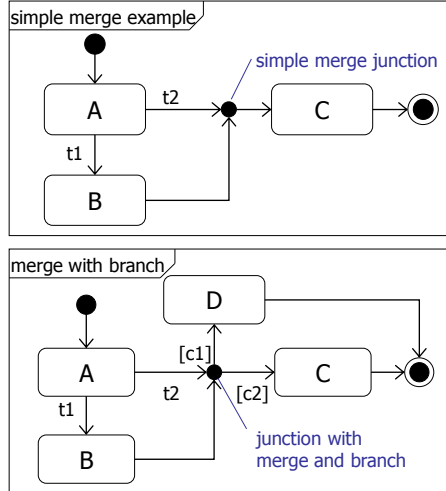 simple merge example
simple merge junction
A
t2
C
t1
B
merge with branch
D
[c1]
A
C
t2
[c2]
t1
B
junction with
merge and branch